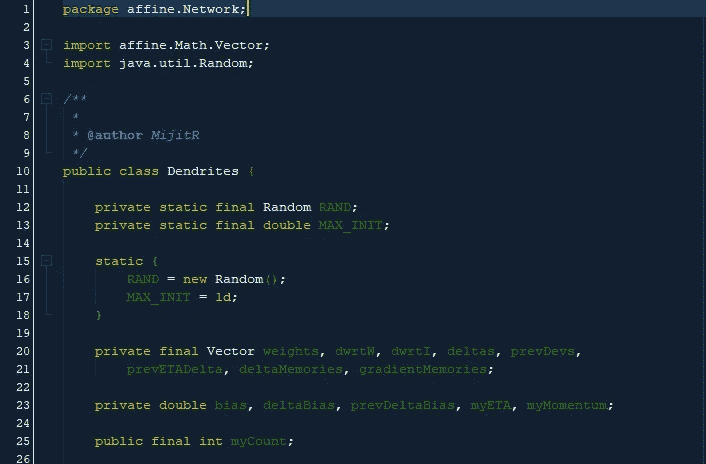 1 package affine.Network;
2
3 import affine.Math.Vector;
4 import java.util.Random;
5
6 /**
7 *
8 * @author MijitR
9 */
10 public class Dendrites {
11
12 private static final Random RAND;
13 private static final double MAX_INIT;
14
15 static {
16 RAND = new Random();
17 MAX_INIT = 1d;
18 }
19
20 private final Vector weights, dwrtW, dwrtI, deltas, prevDevs,
21 prevETADelta, deltaMemories, gradientMemories;
22
23 private double bias, deltaBias, prevDeltaBias, myETA, myMomentum;
24
25 public final int myCount;
26